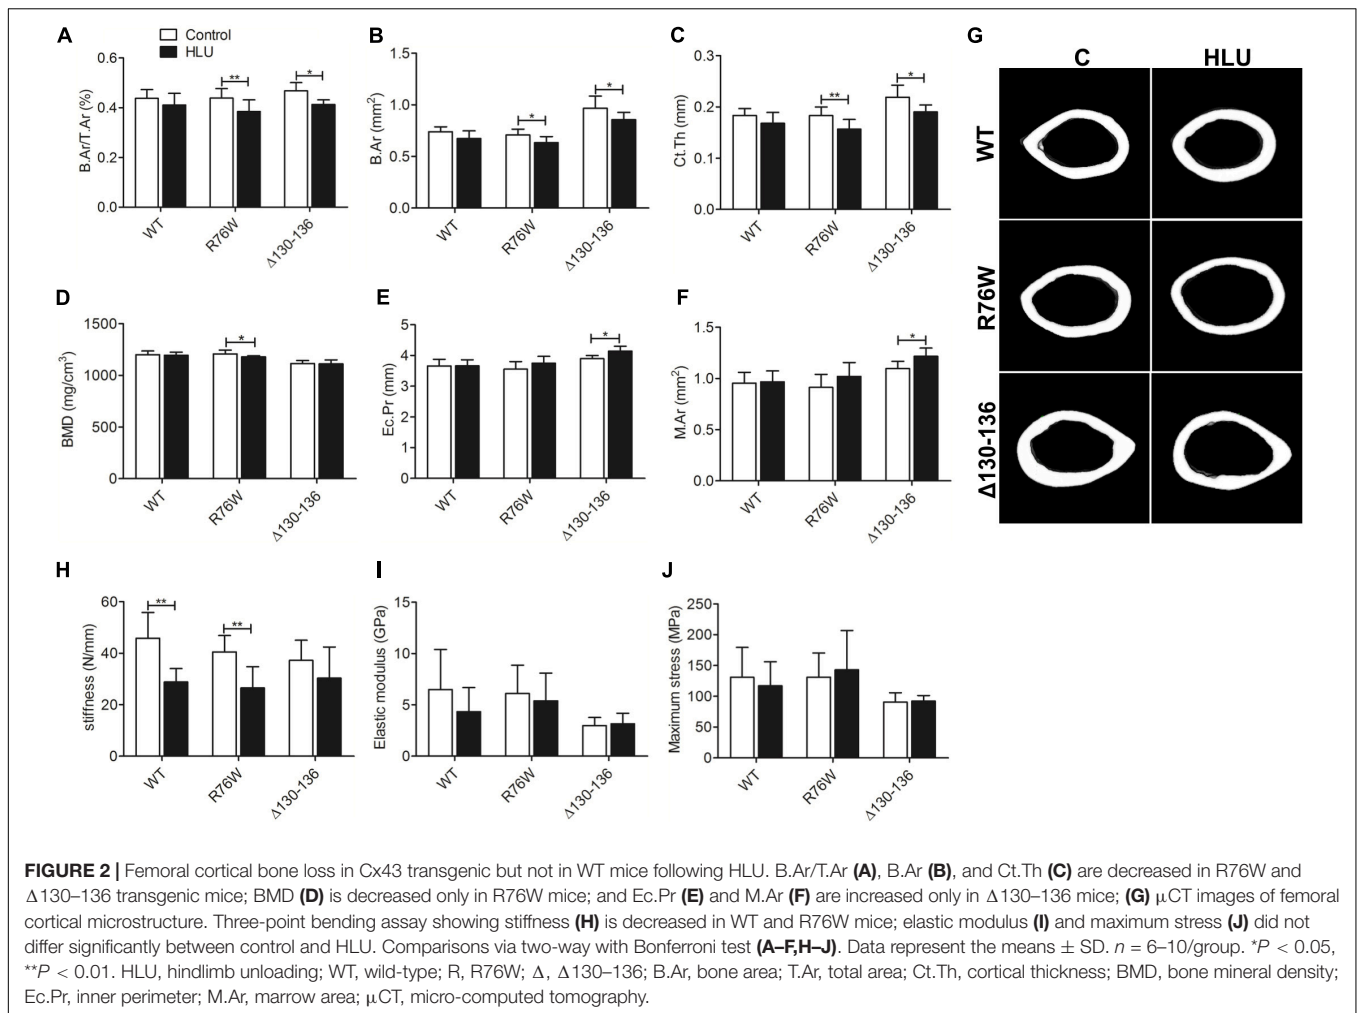 A
Control
HLU
B.Ar/T.Ar (%)
0.6
0.4
0.2
0.0
**
*
WT
R76W
Δ130-136
B
B.Ar (mm²)
1.5
1.0
0.5
0.0
*
*
WT
R76W
Δ130-136
C
Ct.Th (mm)
0.3
0.2
0.1
0.0
**
*
WT
R76W
Δ130-136
G
C
HLU
WT
R76W
Δ130-136
D
BMD (mg/cm³)
1500
1000
500
0
*
WT
R76W
Δ130-136
E
Ec.Pr (mm)
5
4
3
2
1
0
*
WT
R76W
Δ130-136
F
M.Ar (mm²)
1.5
1.0
0.5
0.0
*
WT
R76W
Δ130-136
H
stiffness (N/mm)
60
40
20
0
**
**
WT
R76W
Δ130-136
I
Elastic modulus (GPa)
15
10
5
0
WT
R76W
Δ130-136
J
Maximum stress (MPa)
250
200
150
100
50
0
WT
R76W
Δ130-136
FIGURE 2 | Femoral cortical bone loss in Cx43 transgenic but not in WT mice following HLU. B.Ar/T.Ar (A), B.Ar (B), and Ct.Th (C) are decreased in R76W and
Δ130–136 transgenic mice; BMD (D) is decreased only in R76W mice; and Ec.Pr (E) and M.Ar (F) are increased only in Δ130–136 mice; (G) μCT images of femoral
cortical microstructure. Three-point bending assay showing stiffness (H) is decreased in WT and R76W mice; elastic modulus (I) and maximum stress (J) did not
differ significantly between control and HLU. Comparisons via two-way with Bonferroni test (A–F,H–J). Data represent the means ± SD. n = 6–10/group. *P < 0.05,
**P < 0.01. HLU, hindlimb unloading; WT, wild-type; R, R76W; Δ, Δ130–136; B.Ar, bone area; T.Ar, total area; Ct.Th, cortical thickness; BMD, bone mineral density;
Ec.Pr, inner perimeter; M.Ar, marrow area; μCT, micro-computed tomography.